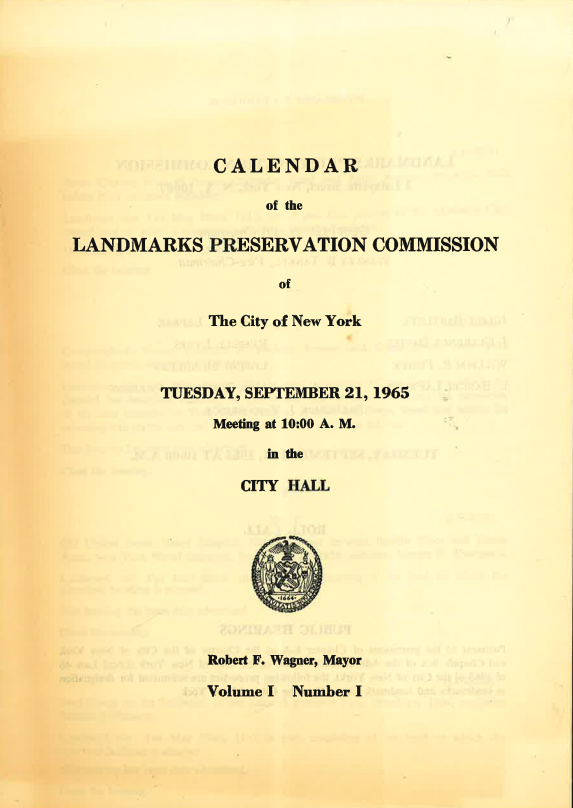 CALENDAR
of the
LANDMARKS PRESERVATION COMMISSION
of
The City of New York
TUESDAY, SEPTEMBER 21, 1965
Meeting at 10:00 A. M.
in the
CITY HALL
1664
Robert F. Wagner, Mayor
Volume I Number I